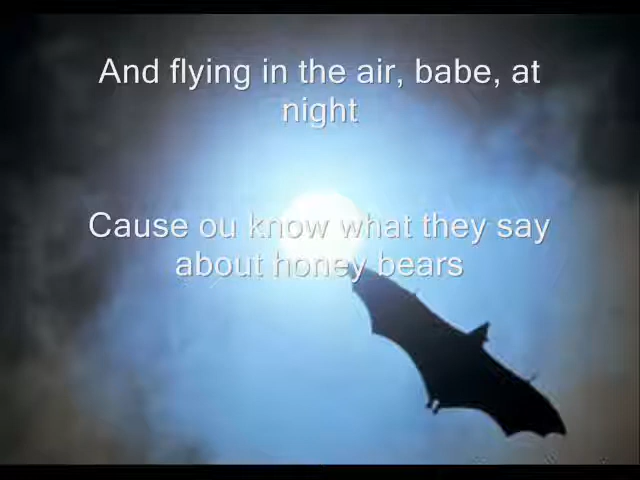 And flying in the air, babe, at
night
Cause ou know what they say
about honey bears